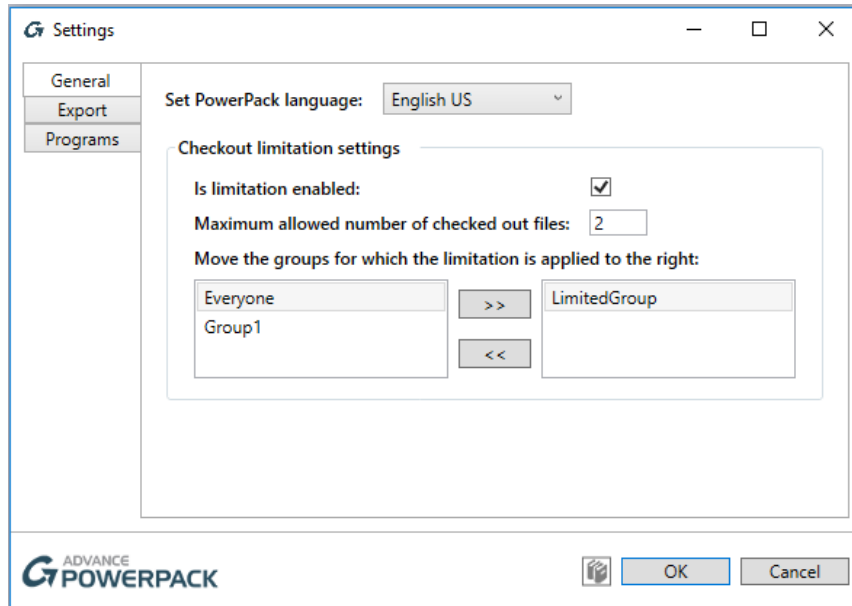 Settings
General
Export
Programs
Set PowerPack language: English US
Checkout limitation settings
Is limitation enabled:
Maximum allowed number of checked out files: 2
Move the groups for which the limitation is applied to the right:
Everyone >> LimitedGroup
Group1
<<
ADVANCE
POWERPACK
OK Cancel